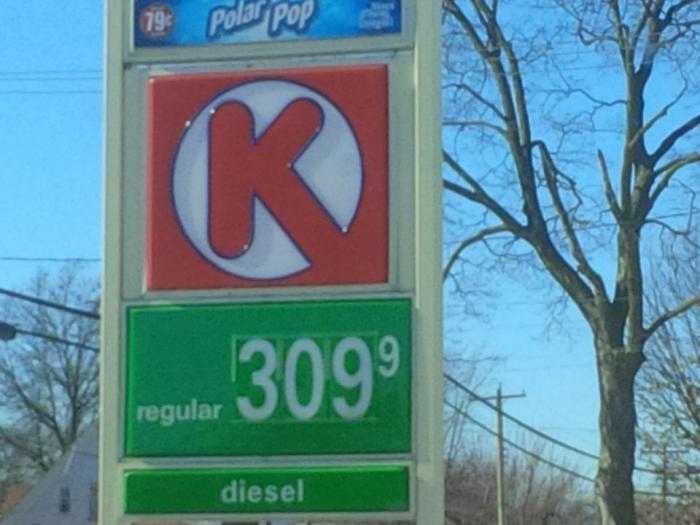 79¢
Polar Pop
K
309 9
regular
diesel